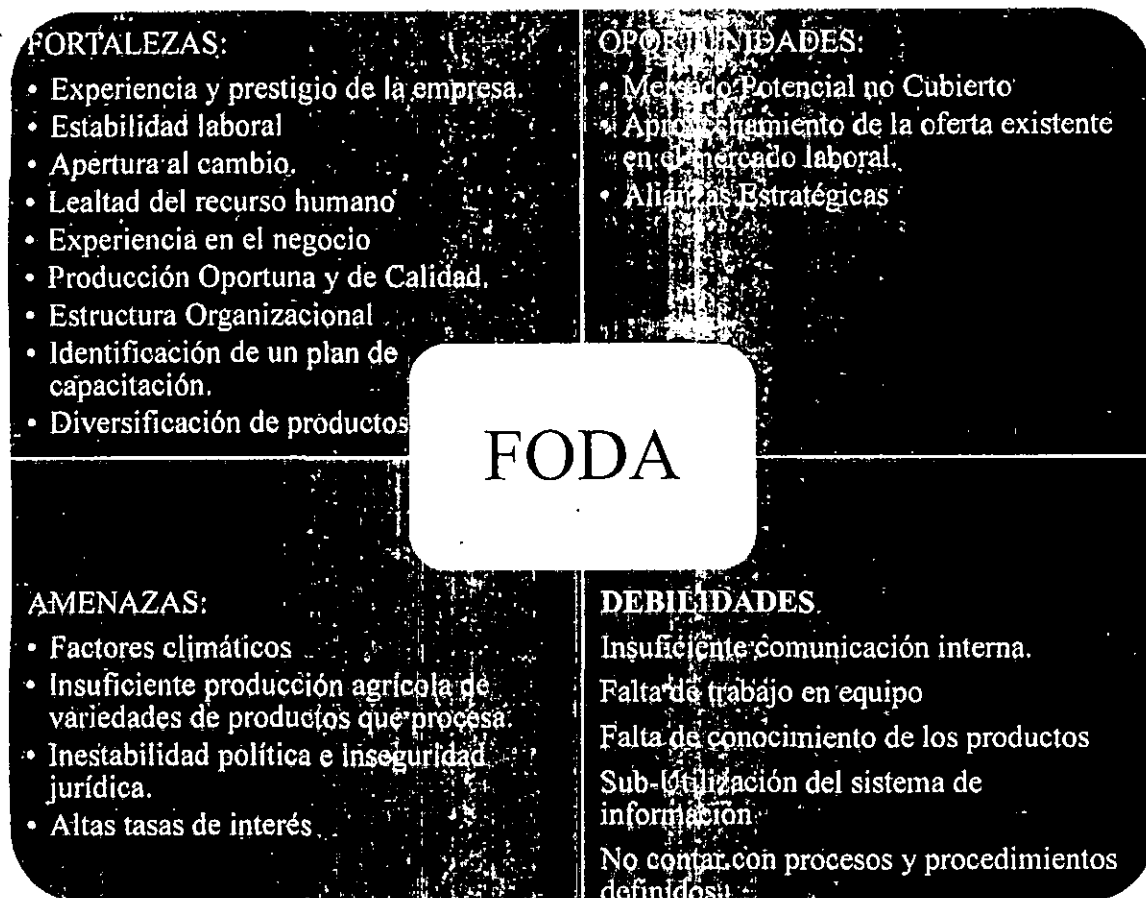 FORTALEZAS:
• Experiencia y prestigio de la empresa.
• Estabilidad laboral
• Apertura al cambio.
• Lealtad del recurso humano
• Experiencia en el negocio
• Producción Oportuna y de Calidad.
• Estructura Organizacional
• Identificación de un plan de
capacitación.
• Diversificación de productos
OPORTUNIDADES:
• Mercado Potencial no Cubierto
• Aprovechamiento de la oferta existente
en el mercado laboral.
• Alianzas Estratégicas
FODA
AMENAZAS:
• Factores climáticos
• Insuficiente producción agrícola de
variedades de productos que procesa.
• Inestabilidad política e inseguridad
jurídica.
• Altas tasas de interés
DEBILIDADES
Insuficiente comunicación interna.
Falta de trabajo en equipo
Falta de conocimiento de los productos
Sub-Utilización del sistema de
información
No contar con procesos y procedimientos
definidos.